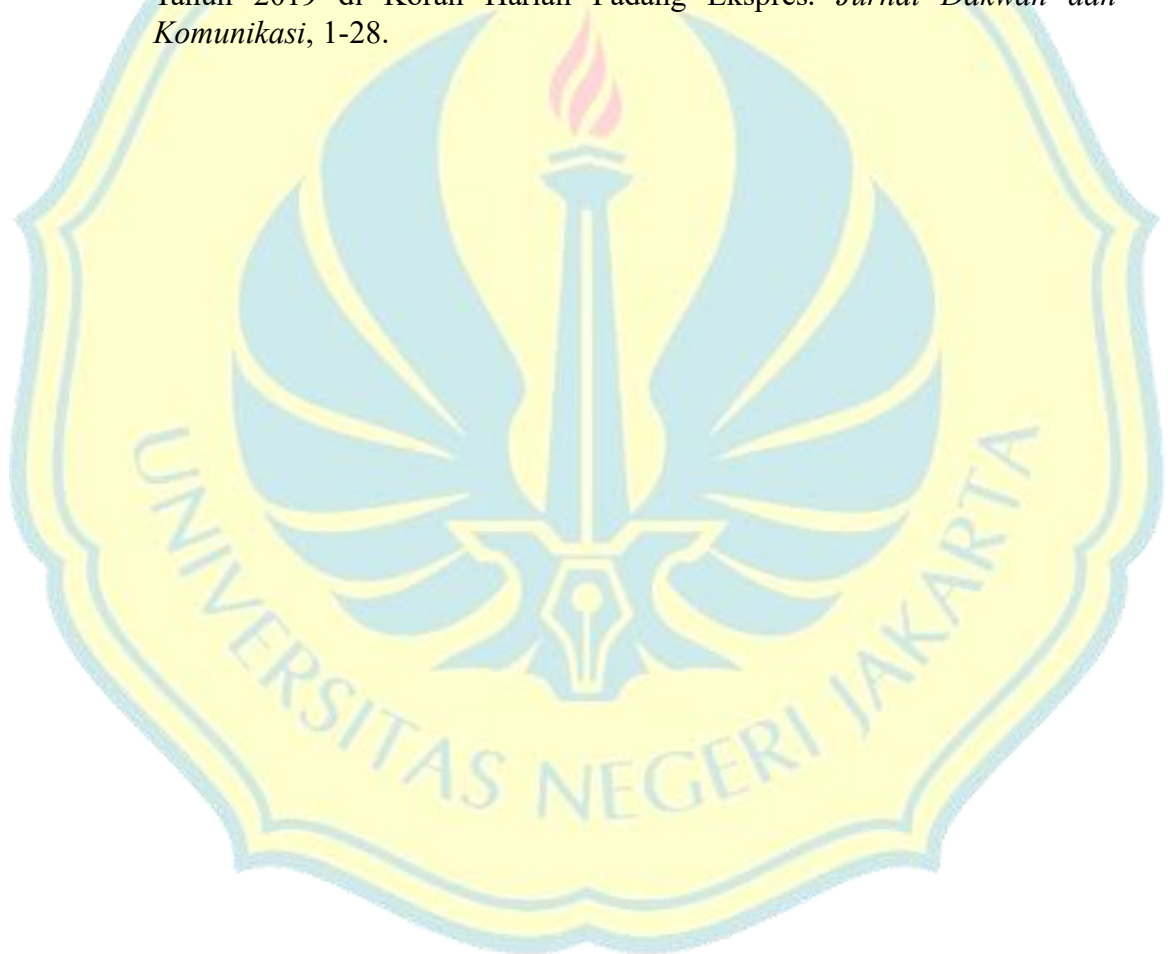 Tahun 2019 di Koran Harian Padang Ekspres. Jurnal Dakwah dan
Komunikasi, 1-28.
UNIVERSITAS NEGERI JAKARTA